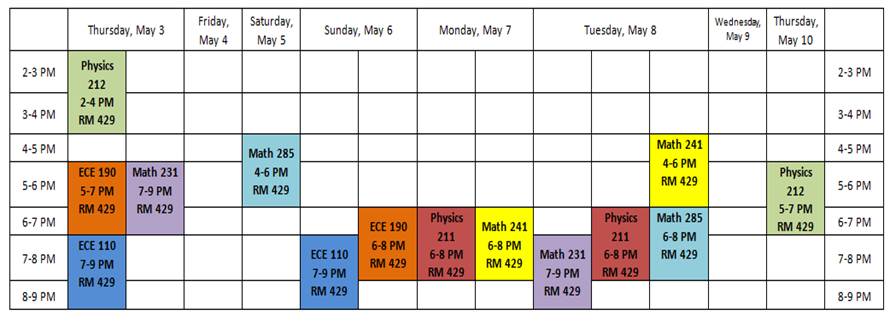 Thursday, May 3
Friday,
May 4
Saturday,
May 5
Sunday, May 6
Monday, May 7
Tuesday, May 8
Wednesday,
May 9
Thursday,
May 10
2-3 PM
Physics
212
2-4 PM
RM 429
2-3 PM
3-4 PM
3-4 PM
4-5 PM
Math 285
4-6 PM
RM 429
Math 241
4-6 PM
RM 429
4-5 PM
5-6 PM
ECE 190
5-7 PM
RM 429
Math 231
7-9 PM
RM 429
Physics
212
5-7 PM
RM 429
5-6 PM
6-7 PM
ECE 190
6-8 PM
RM 429
Physics
211
6-8 PM
RM 429
Math 241
6-8 PM
RM 429
Physics
211
6-8 PM
RM 429
Math 285
6-8 PM
RM 429
6-7 PM
7-8 PM
ECE 110
7-9 PM
RM 429
ECE 110
7-9 PM
RM 429
Math 231
7-9 PM
RM 429
7-8 PM
8-9 PM
8-9 PM